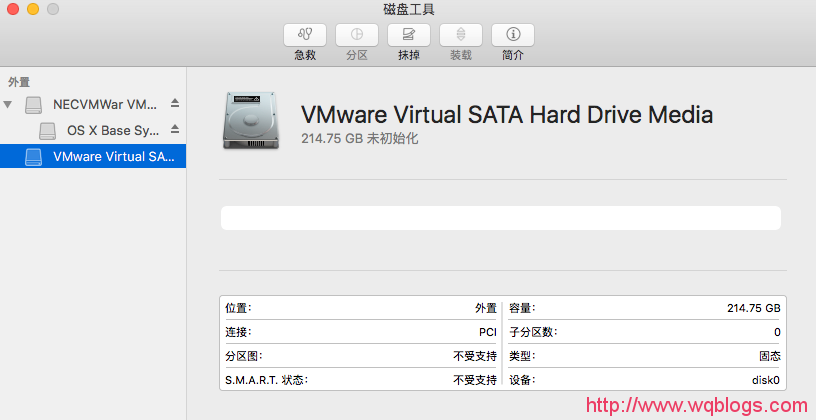 磁盘工具
急救 分区 抹掉 装载 简介
外置
NECVMWar VM...
OS X Base Sy...
VMware Virtual SA...
VMware Virtual SATA Hard Drive Media
214.75 GB 未初始化
位置： 外置 容量： 214.75 GB
连接： PCI 子分区数： 0
分区图： 不受支持 类型： 固态
S.M.A.R.T. 状态： 不受支持 设备： disk0
http://www.wqblogs.com